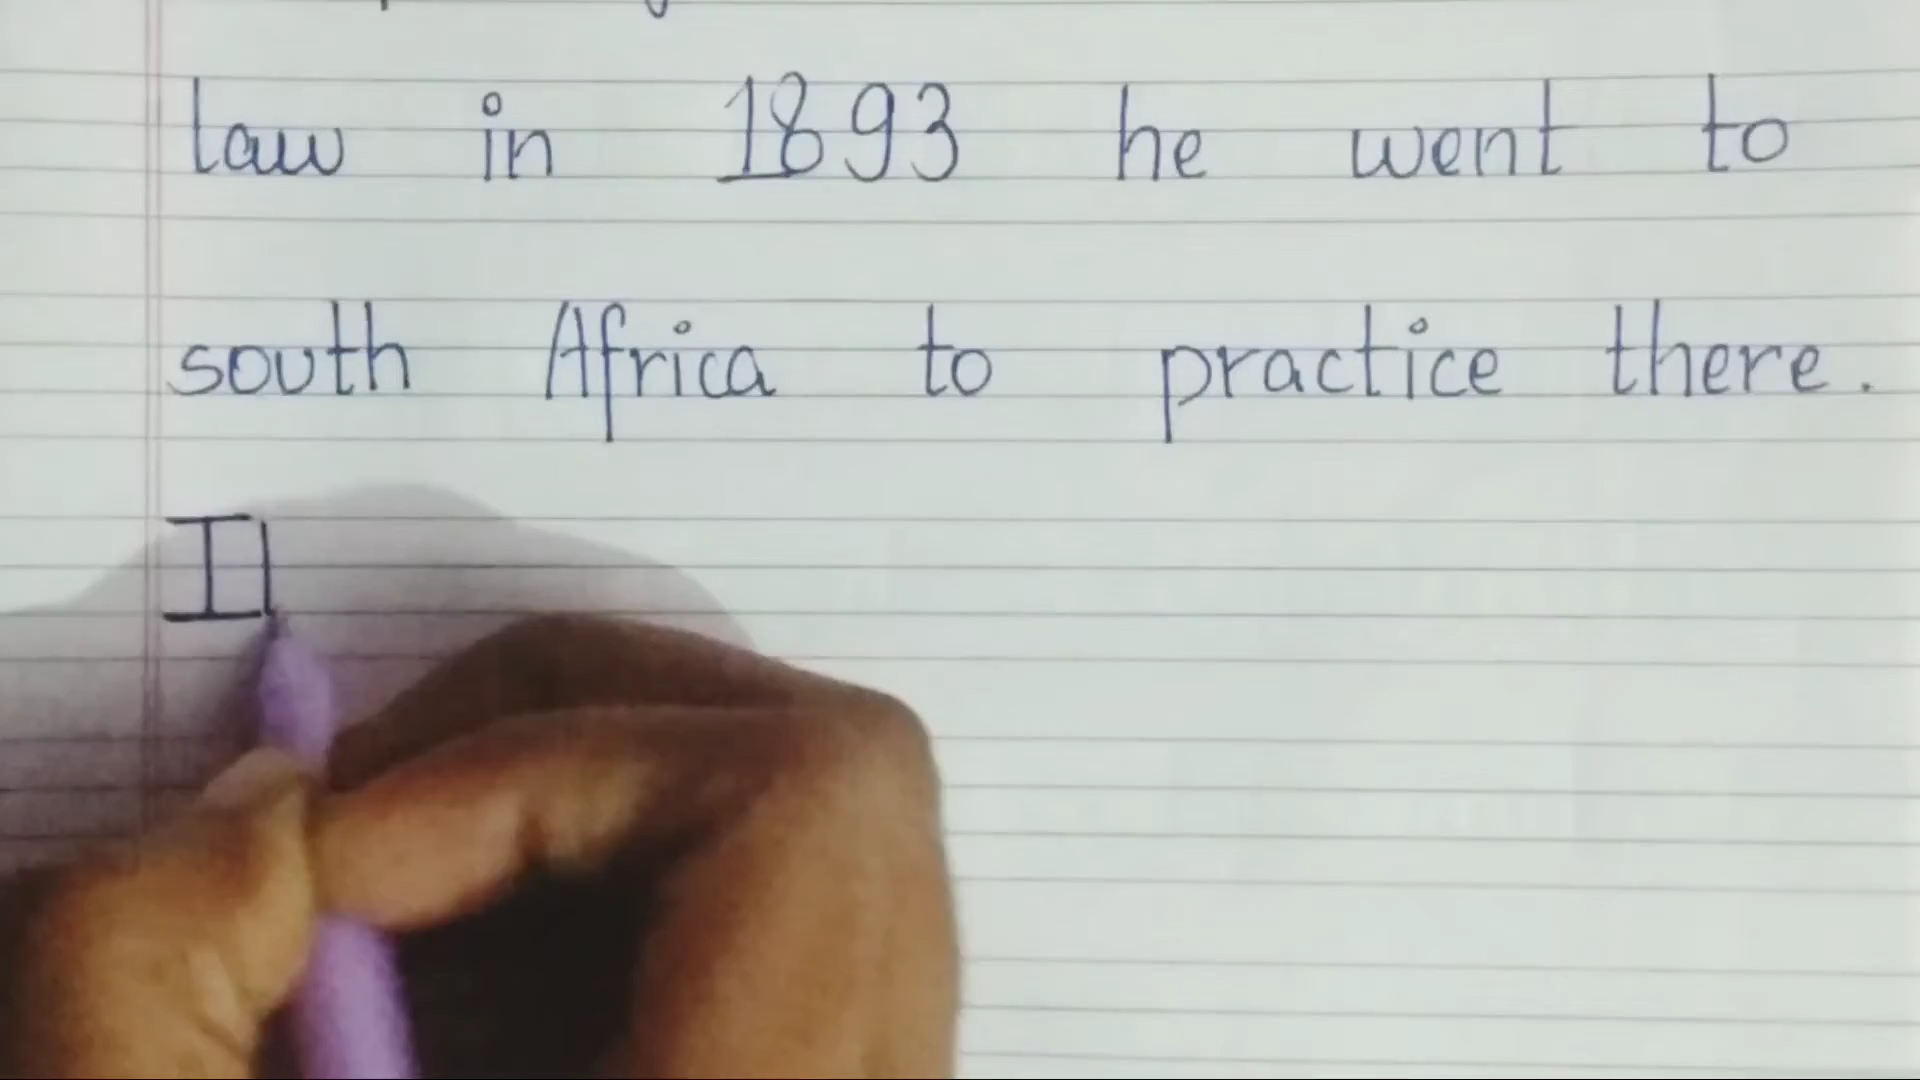 law in 1893 he went to
south Africa to practice there.
I